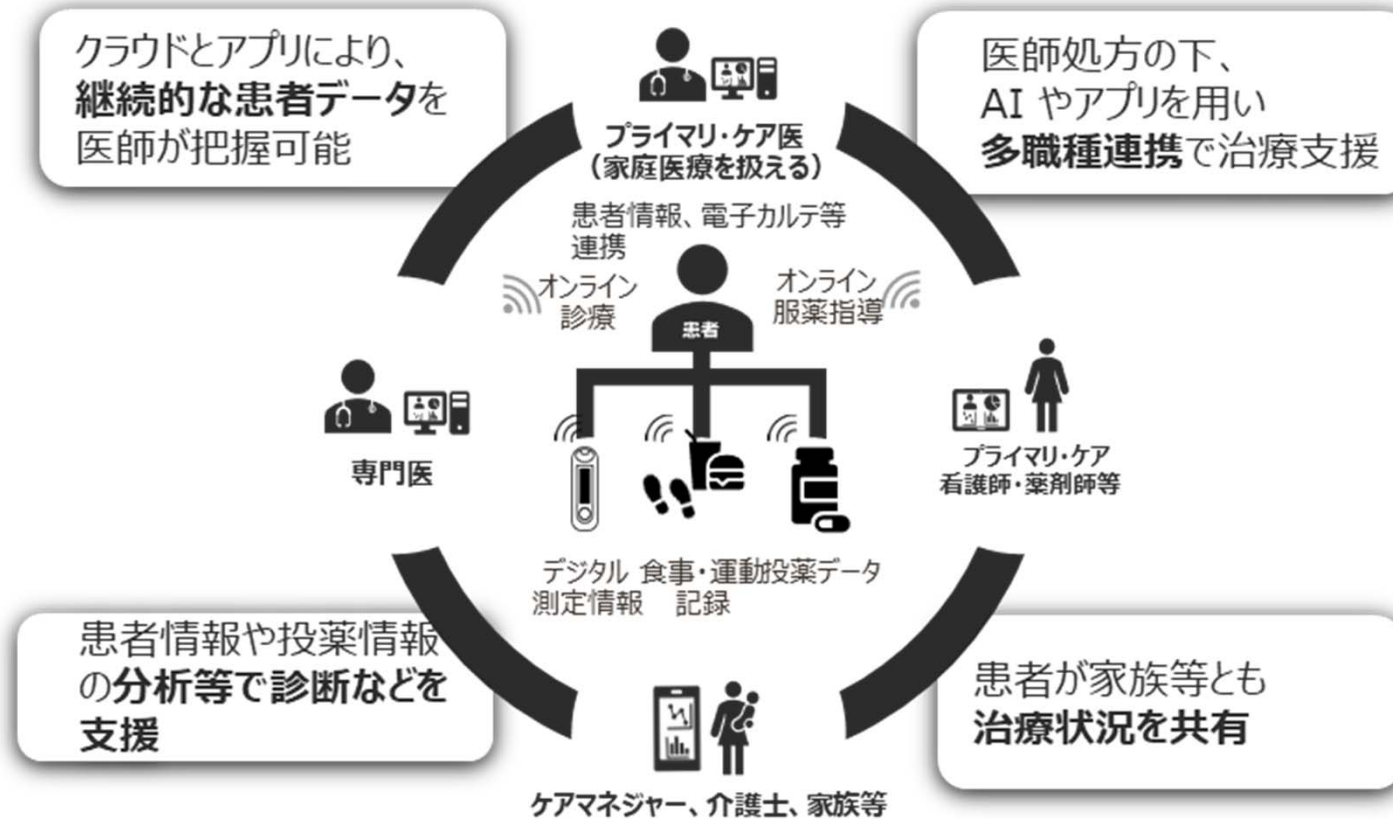 クラウドとアプリにより、
継続的な患者データを
医師が把握可能
医師処方の下、
AI やアプリを用い
多職種連携で治療支援
プライマリ・ケア医
（家庭医療を扱える）
患者情報、電子カルテ等
連携
オンライン
診療
オンライン
服薬指導
患者
専門医
プライマリ・ケア
看護師・薬剤師等
デジタル
測定情報
食事・運動
記録
投薬データ
患者情報や投薬情報
の分析等で診断などを
支援
患者が家族等とも
治療状況を共有
ケアマネジャー、介護士、家族等